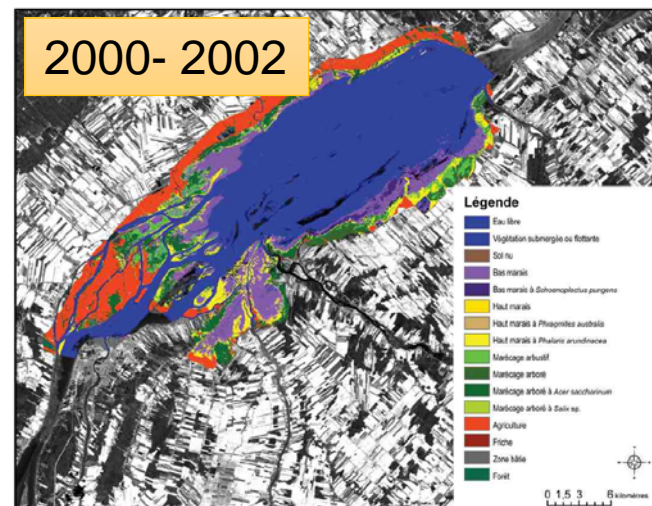 2000- 2002
Légende
Eau libre
Végétation submergée ou flottante
Sol nu
Bas marais
Bas marais à Schoenoplectus pungens
Haut marais
Haut marais à Phragmites australis
Haut marais à Phalaris arundinacea
Marécage arbustif
Marécage arboré
Marécage arboré à Acer saccharinum
Marécage arboré à Salix sp.
Agriculture
Friche
Zone bâtie
Forêt
0 1,5 3 6
kilomètres